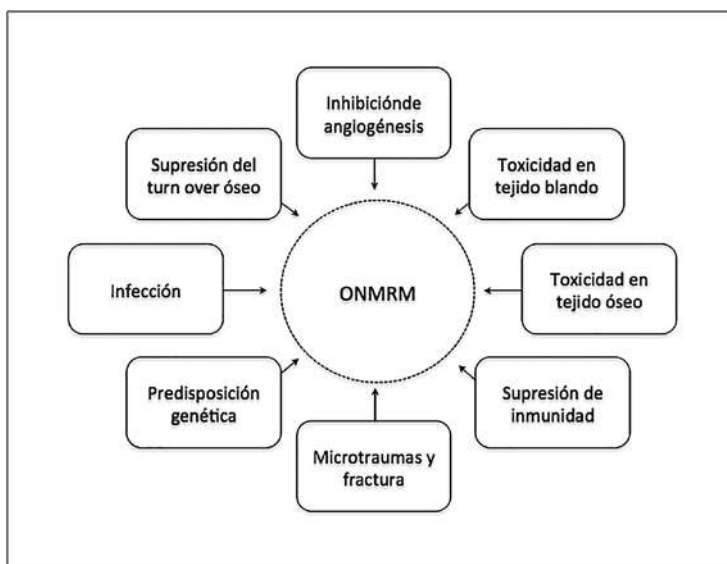 Inhibiciónde
angiogénesis
Supresión del
turn over óseo
Toxicidad en
tejido blando
Infección
ONMRM
Toxicidad en
tejido óseo
Predisposición
genética
Supresión de
inmunidad
Microtraumas y
fractura